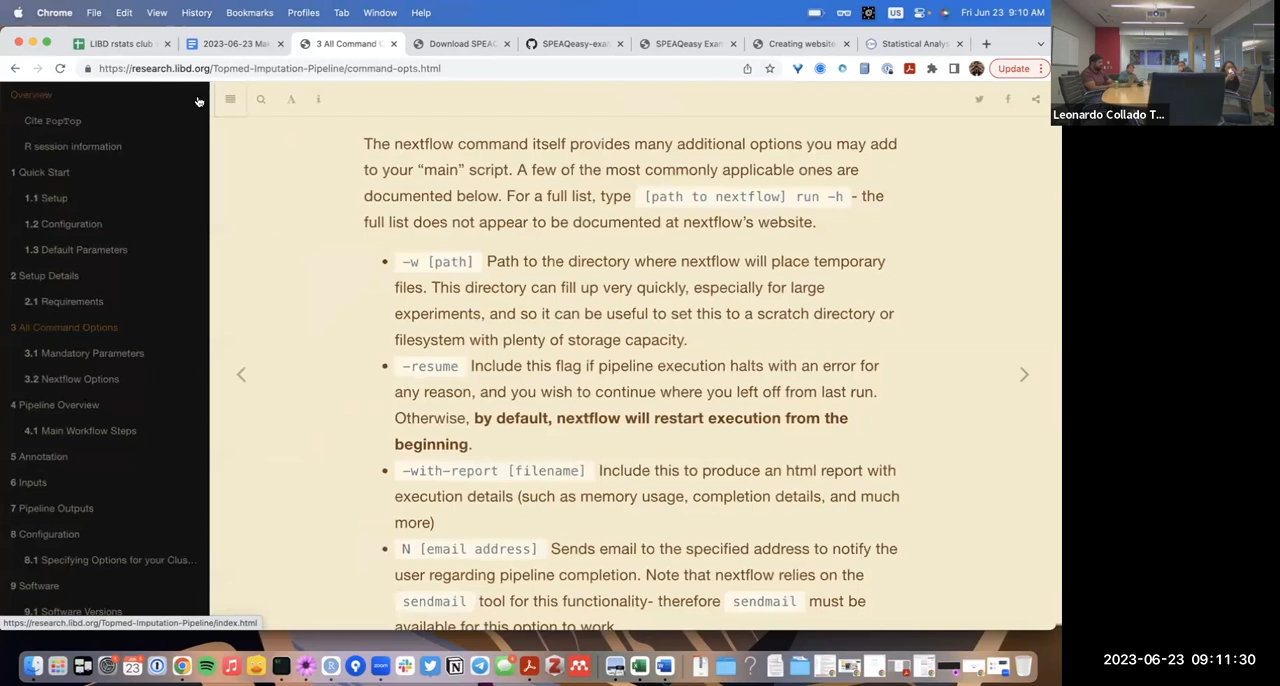 Chrome File Edit View History Bookmarks Profiles Tab Window Help
US Fri Jun 23 9:10 AM
LIBD rstats club
2023-06-23 Ma
3 All Command O
Download SPEAC
SPEAQeasy-exa
SPEAQeasy Exan
Creating website
Statistical Analys
https://research.libd.org/Topmed-Imputation-Pipeline/command-opts.html
Update
Leonardo Collado T...
Overview
Cite PopTop
R session information
1 Quick Start
1.1 Setup
1.2 Configuration
1.3 Default Parameters
2 Setup Details
2.1 Requirements
3 All Command Options
3.1 Mandatory Parameters
3.2 Nextflow Options
4 Pipeline Overview
4.1 Main Workflow Steps
5 Annotation
6 Inputs
7 Pipeline Outputs
8 Configuration
8.1 Specifying Options for your Clus...
9 Software
9.1 Software Versions
https://research.libd.org/Topmed-Imputation-Pipeline/index.html
The nextflow command itself provides many additional options you may add
to your “main” script. A few of the most commonly applicable ones are
documented below. For a full list, type [path to nextflow] run -h - the
full list does not appear to be documented at nextflow’s website.
• -w [path] Path to the directory where nextflow will place temporary
files. This directory can fill up very quickly, especially for large
experiments, and so it can be useful to set this to a scratch directory or
filesystem with plenty of storage capacity.
• -resume Include this flag if pipeline execution halts with an error for
any reason, and you wish to continue where you left off from last run.
Otherwise, by default, nextflow will restart execution from the
beginning.
• -with-report [filename] Include this to produce an html report with
execution details (such as memory usage, completion details, and much
more)
• N [email address] Sends email to the specified address to notify the
user regarding pipeline completion. Note that nextflow relies on the
sendmail tool for this functionality- therefore sendmail must be
available for this option to work
2023-06-23 09:11:30